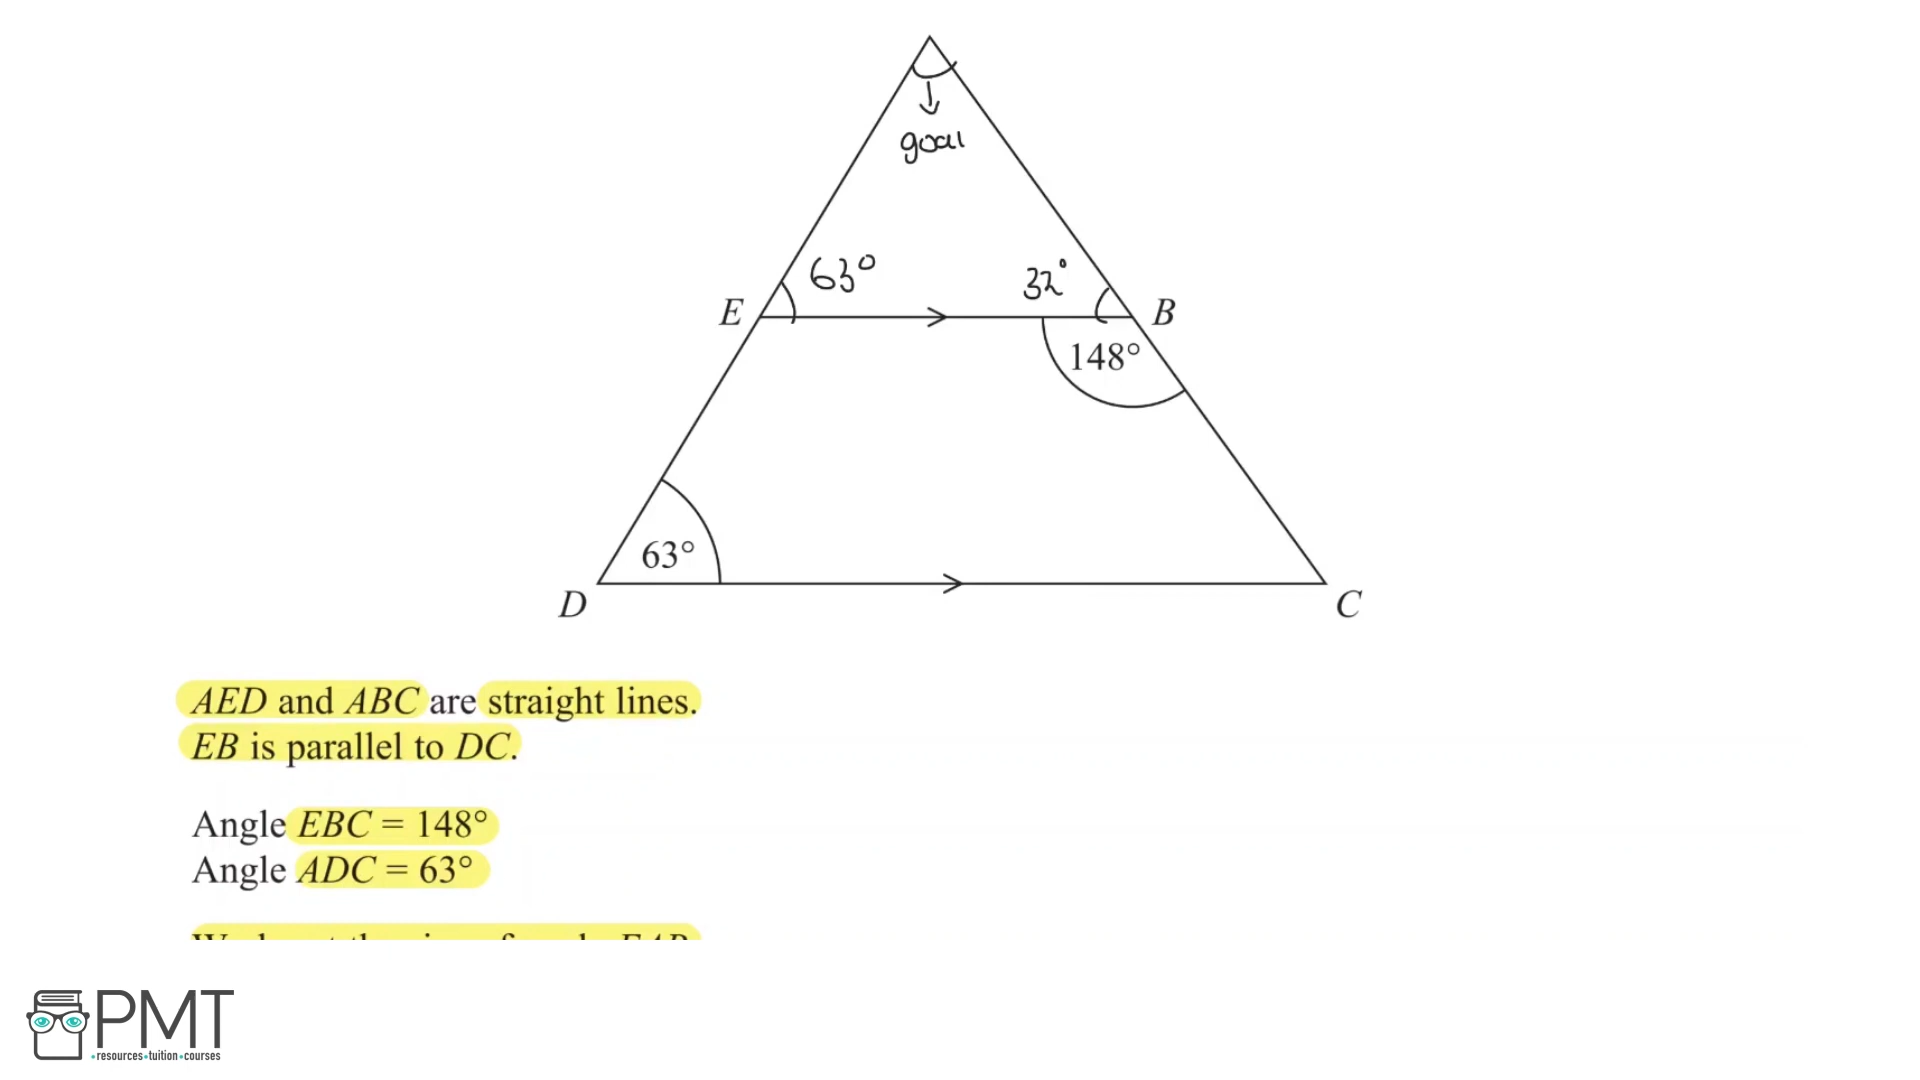 goal
63°
32°
E
B
148°
63°
D
C
AED and ABC are straight lines.
EB is parallel to DC.
Angle EBC = 148°
Angle ADC = 63°
PMT
•resources•tuition•courses